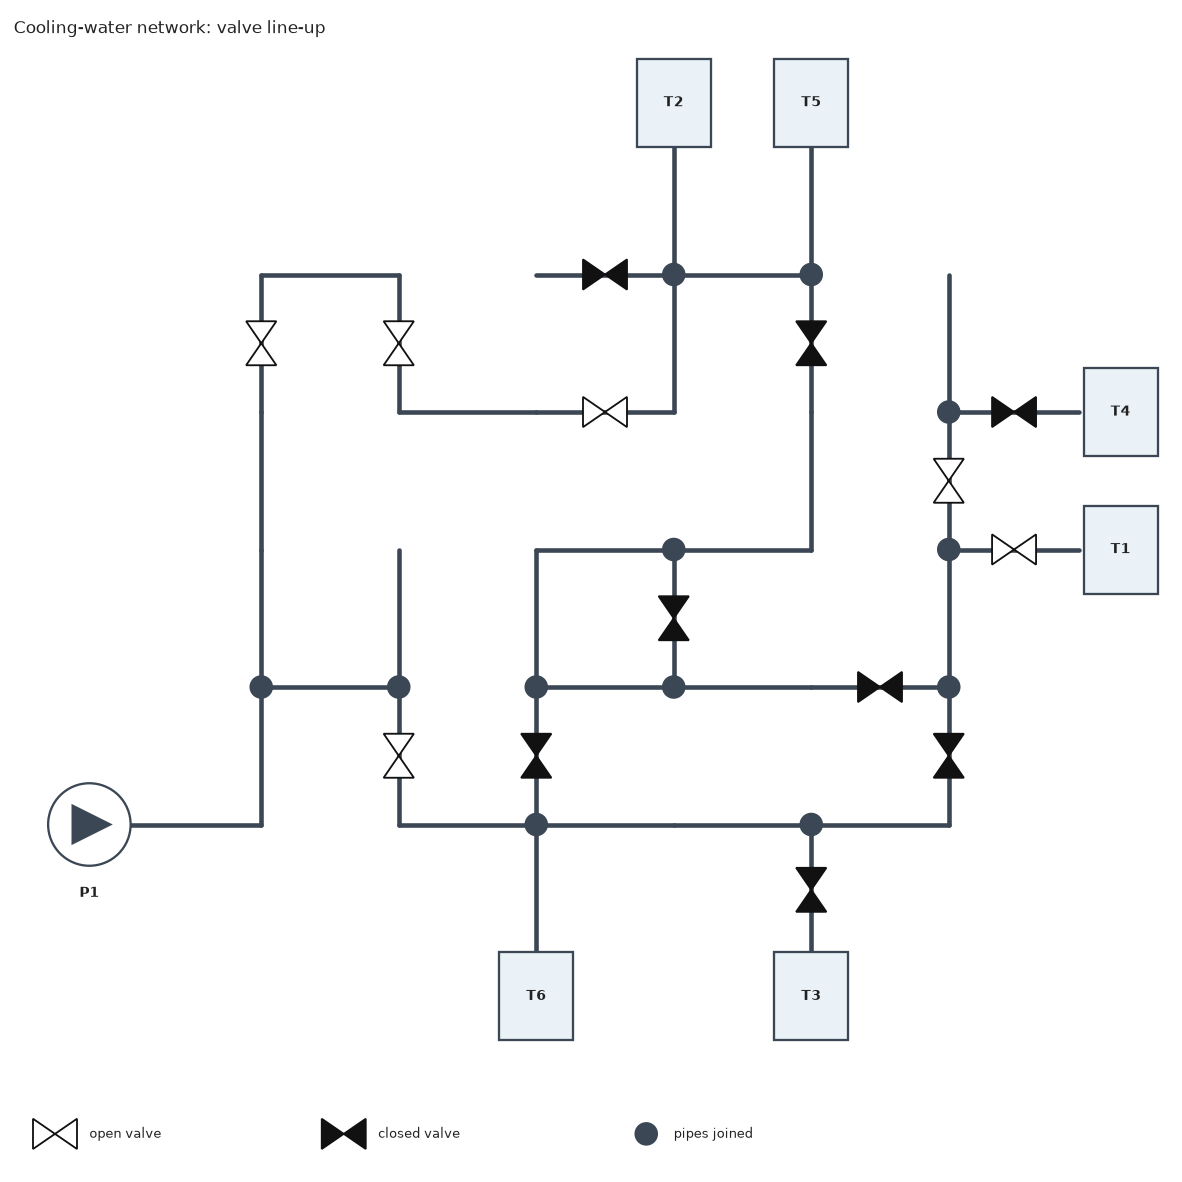 Cooling-water network: valve line-up
T2
T5
T4
T1
P1
T6
T3
open valve
closed valve
pipes joined